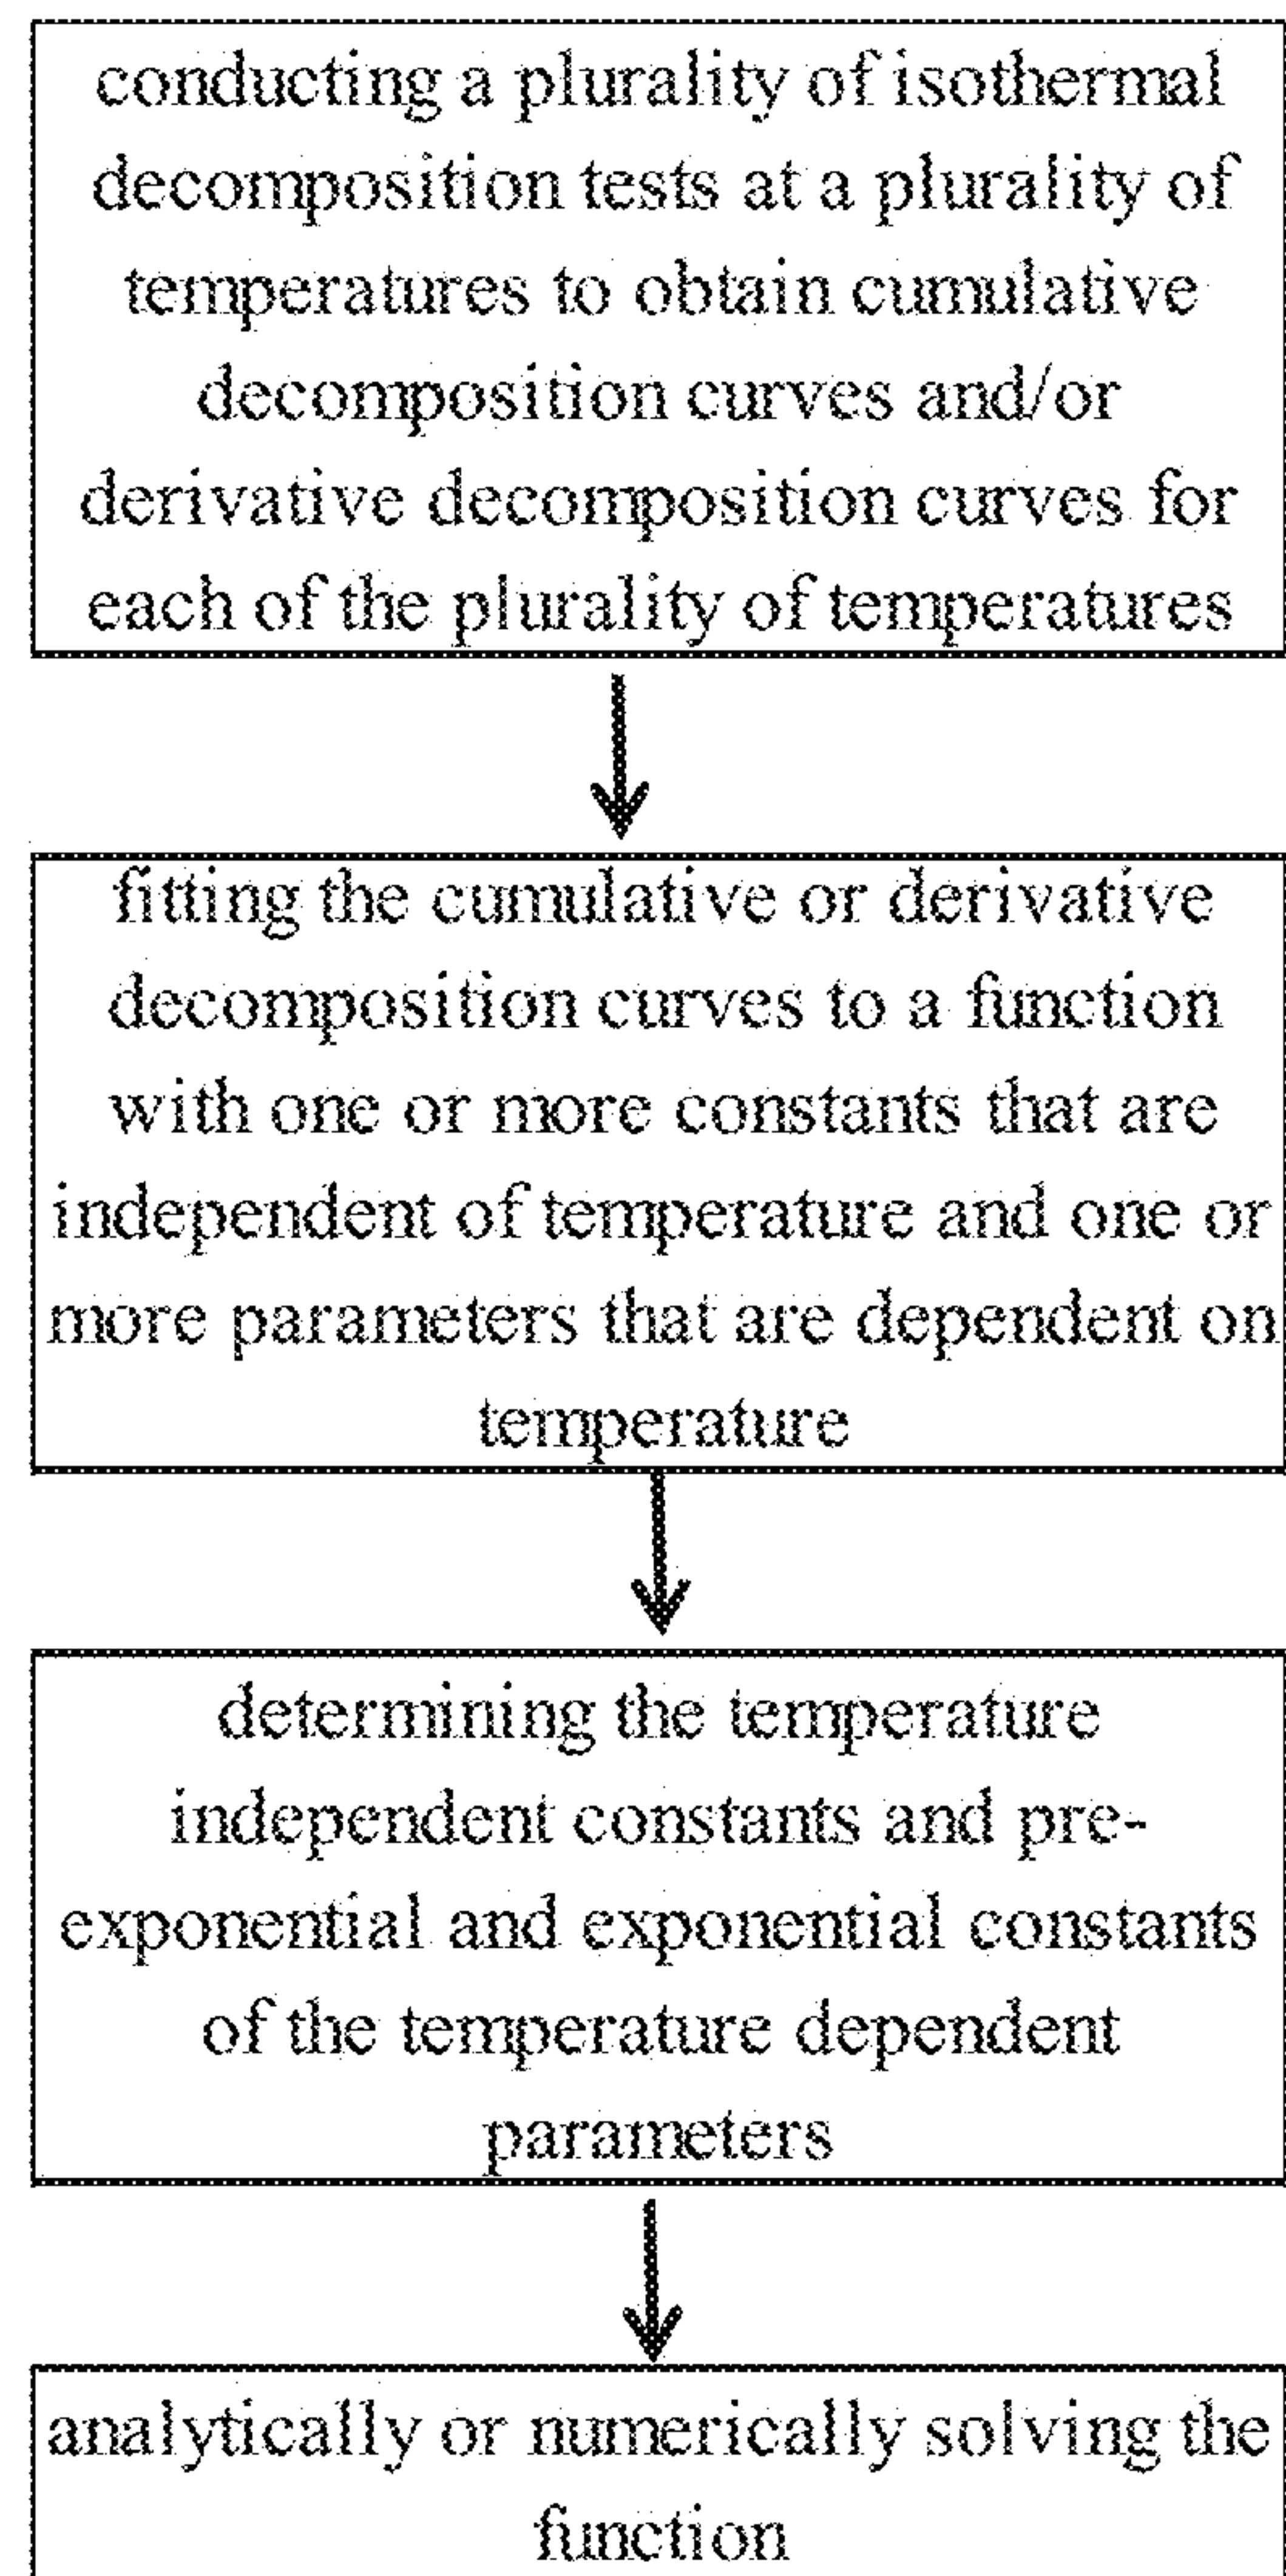 conducting a plurality of isothermal
decomposition tests at a plurality of
temperatures to obtain cumulative
decomposition curves and/or
derivative decomposition curves for
each of the plurality of temperatures
fitting the cumulative or derivative
decomposition curves to a function
with one or more constants that are
independent of temperature and one or
more parameters that are dependent on
temperature
determining the temperature
independent constants and pre-
exponential and exponential constants
of the temperature dependent
parameters
analytically or numerically solving the
function